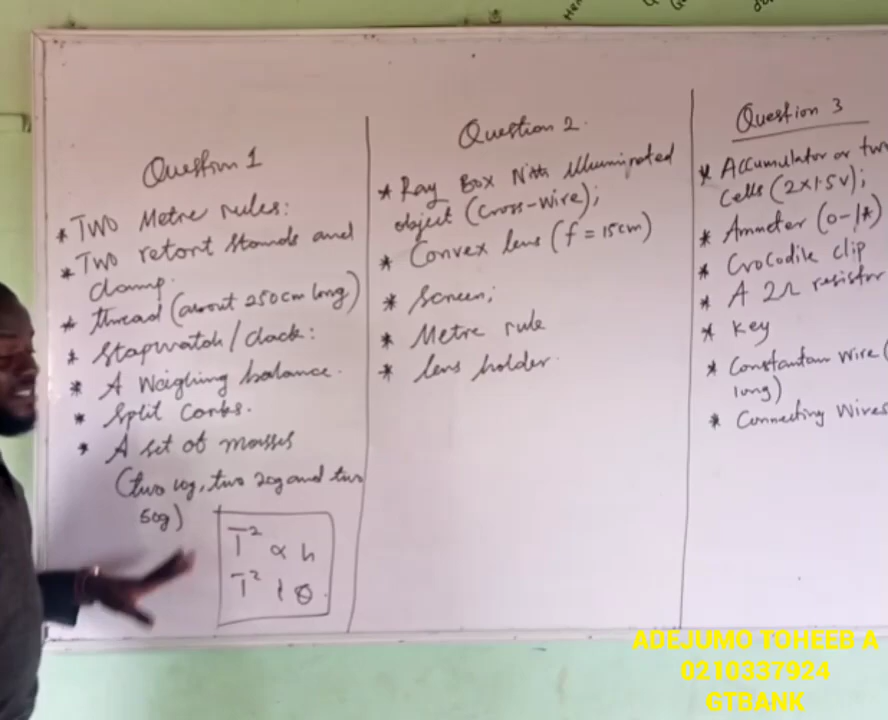 Question 1
* Two Metre rules:
* Two retort stands and
clamp.
* thread (about 250cm long)
* Stopwatch/clock:
* A Weighing balance.
* Split Corks.
* A set of masses
(two 10g, two 20g and two
50g)
T² ∝ h
T²
Question 2.
* Ray Box With illuminated
object (Cross-wire);
* Convex lens (f = 15cm)
* Screen;
* Metre rule
* lens holder.
Question 3
* Accumulator or two
Cells (2x1.5v);
* Ammeter (0-1A)
* Crocodile clip
* A 2Ω resistor
* Key
* Constantan Wire (
long)
* Connecting Wires
ADEJUMO TOHEEB A
0210337924
GTBANK